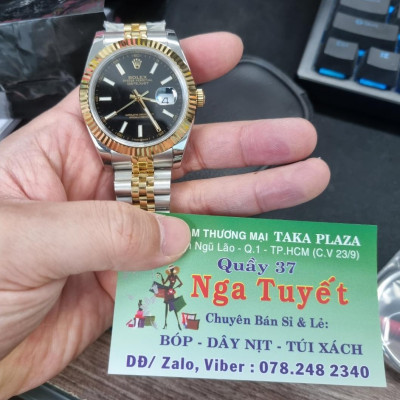 ROLEX
M THƯƠNG MẠI TAKA PLAZA
Ngũ Lão - Q.1 - TP.HCM (C.V 23/9)
Quầy 37
Nga Tuyết
Chuyên Bán Sỉ & Lẻ:
BÓP - DÂY NỊT - TÚI XÁCH
DĐ/ Zalo, Viber : 078.248 2340